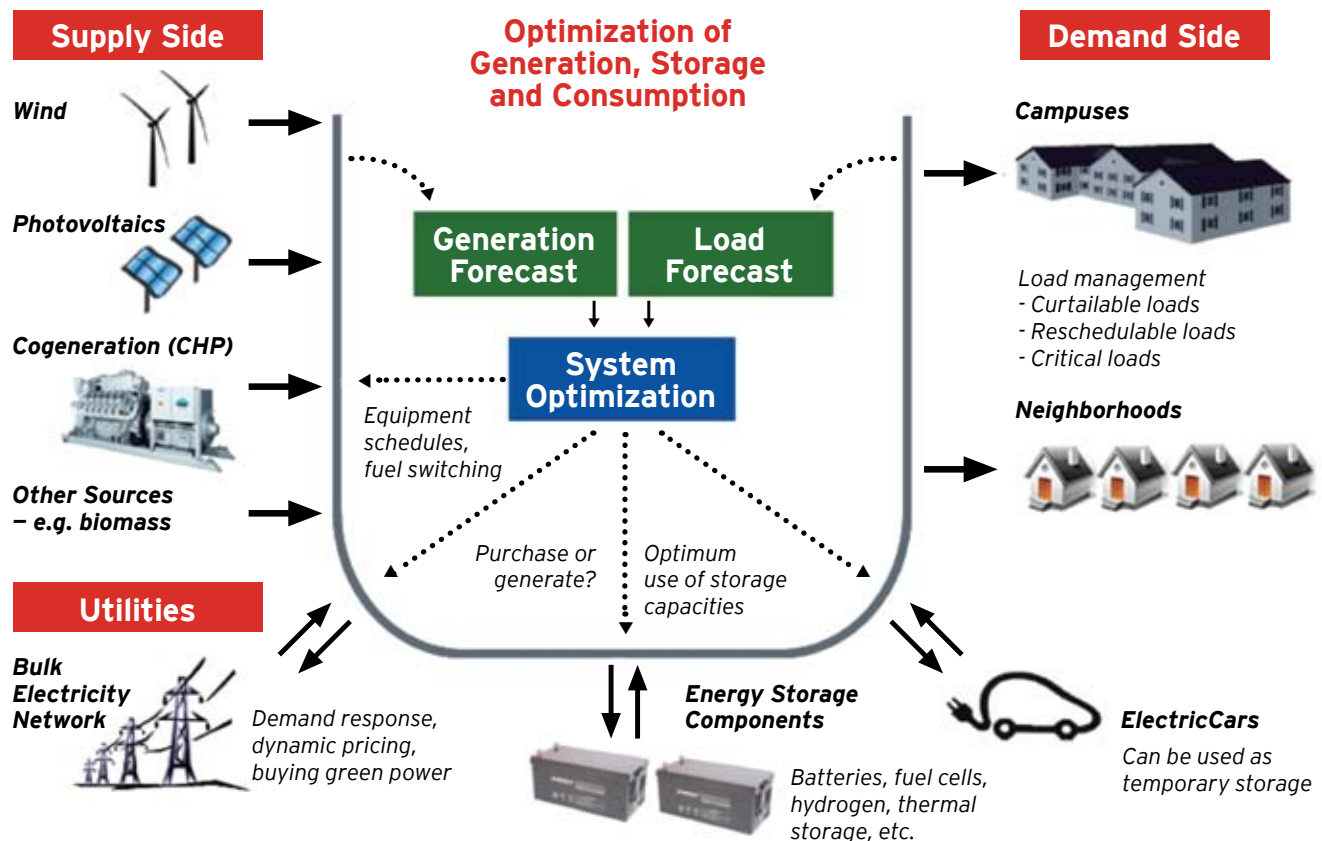 Supply Side
Optimization of
Generation, Storage
and Consumption
Demand Side
Wind
Photovoltaics
Cogeneration (CHP)
Other Sources
– e.g. biomass
Generation
Forecast
Load
Forecast
System
Optimization
Equipment
schedules,
fuel switching
Purchase or
generate?
Optimum
use of storage
capacities
Campuses
Load management
- Curtailable loads
- Reschedulable loads
- Critical loads
Neighborhoods
Utilities
Bulk
Electricity
Network
Demand response,
dynamic pricing,
buying green power
Energy Storage
Components
Batteries, fuel cells,
hydrogen, thermal
storage, etc.
ElectricCars
Can be used as
temporary storage